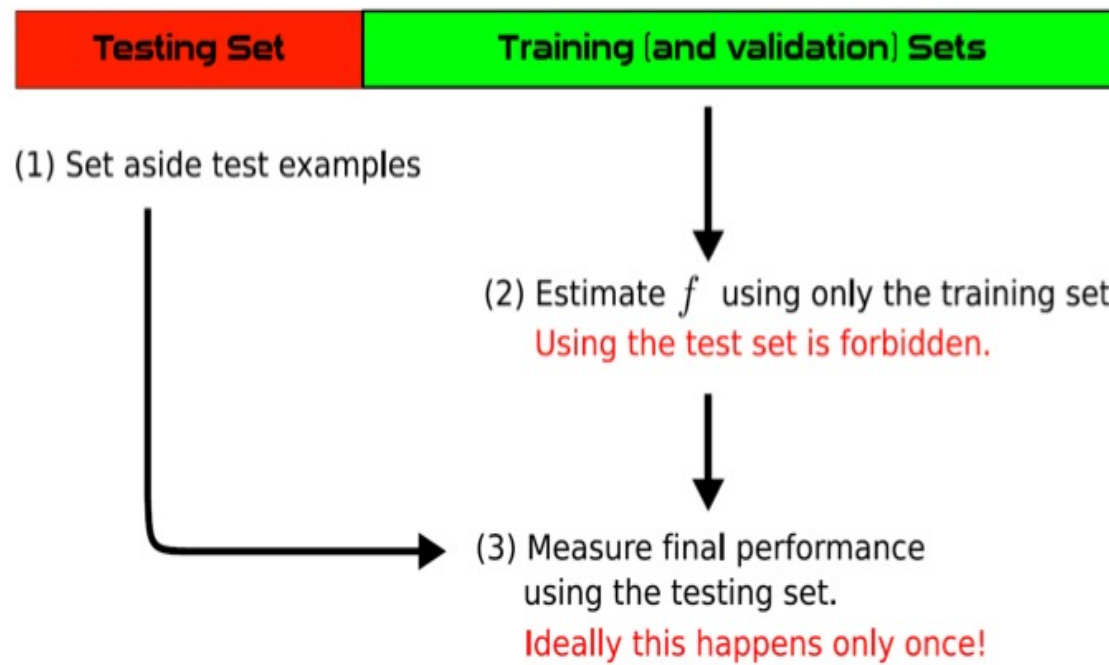 Testing Set
Training (and validation) Sets
(1) Set aside test examples
(2) Estimate f using only the training set
Using the test set is forbidden.
(3) Measure final performance
using the testing set.
Ideally this happens only once!